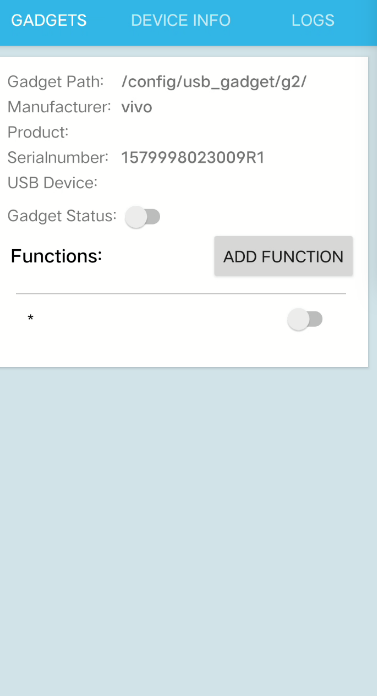 GADGETS DEVICE INFO LOGS
Gadget Path: /config/usb_gadget/g2/
Manufacturer: vivo
Product:
Serialnumber: 1579998023009R1
USB Device:
Gadget Status:
Functions: ADD FUNCTION
*